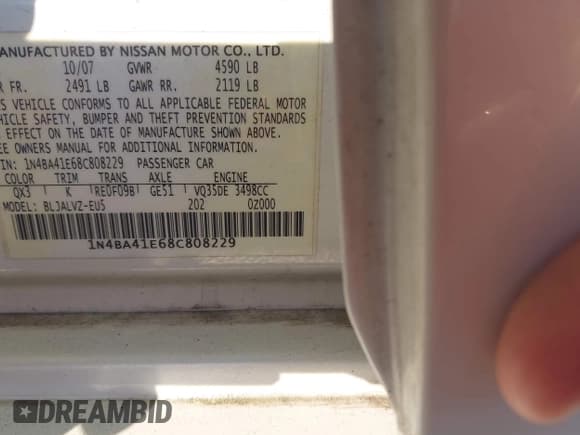 ANUFACTURED BY NISSAN MOTOR CO., LTD.
10/07 GVWR 4590 LB
R FR. 2491 LB GAWR RR. 2119 LB
S VEHICLE CONFORMS TO ALL APPLICABLE FEDERAL MOTOR
HICLE SAFETY, BUMPER AND THEFT PREVENTION STANDARDS
EFFECT ON THE DATE OF MANUFACTURE SHOWN ABOVE.
EE OWNERS MANUAL FOR ADDITIONAL INFORMATION.
IN: 1N4BA41E68C808229 PASSENGER CAR
COLOR TRIM TRANS AXLE ENGINE
QX3 K RE0F09B GE51 VQ35DE 3498CC
MODEL: BLJALVZ-EU5 202 0Z000
1N4BA41E68C808229
DREAMBID